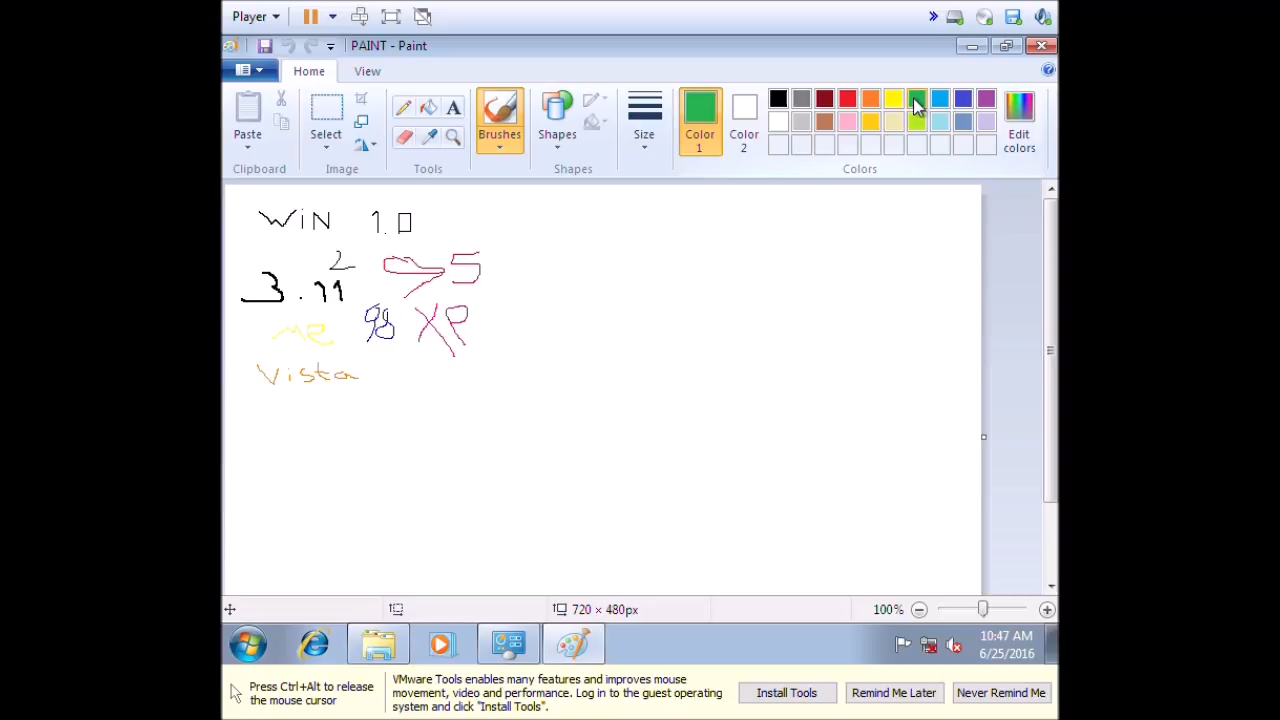 Player
PAINT - Paint
Home View
Paste
Select
Brushes
Shapes
Size
Color 1
Color 2
Edit colors
Clipboard
Image
Tools
Shapes
Colors
WiN 1.0
2
3.11 95
Me 98 XP
Vista
720 × 480px
100%
10:47 AM
6/25/2016
Press Ctrl+Alt to release
the mouse cursor
VMware Tools enables many features and improves mouse
movement, video and performance. Log in to the guest operating
system and click "Install Tools".
Install Tools
Remind Me Later
Never Remind Me